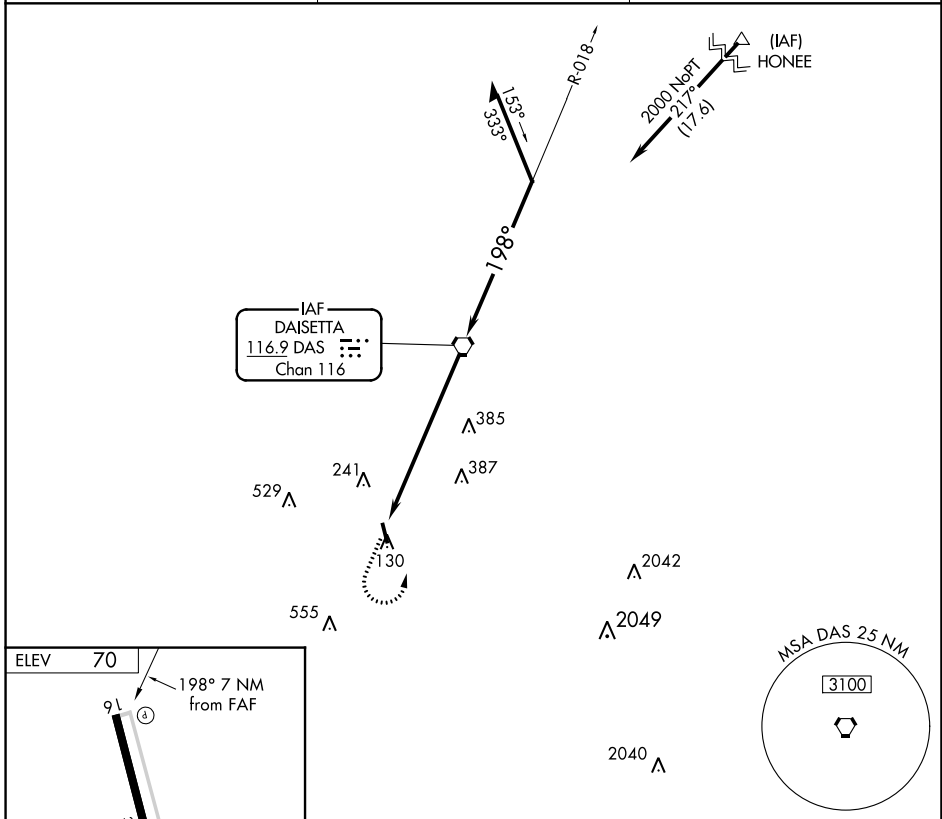 (IAF)
HONEE
2000 NoPT
217°
(17.6)
R-018
153°
333°
198°
IAF
DAISETTA
116.9 DAS
Chan 116
385
387
241
529
130
555
2042
2049
2040
MSA DAS 25 NM
3100
ELEV 70
198° 7 NM
from FAF
16
P